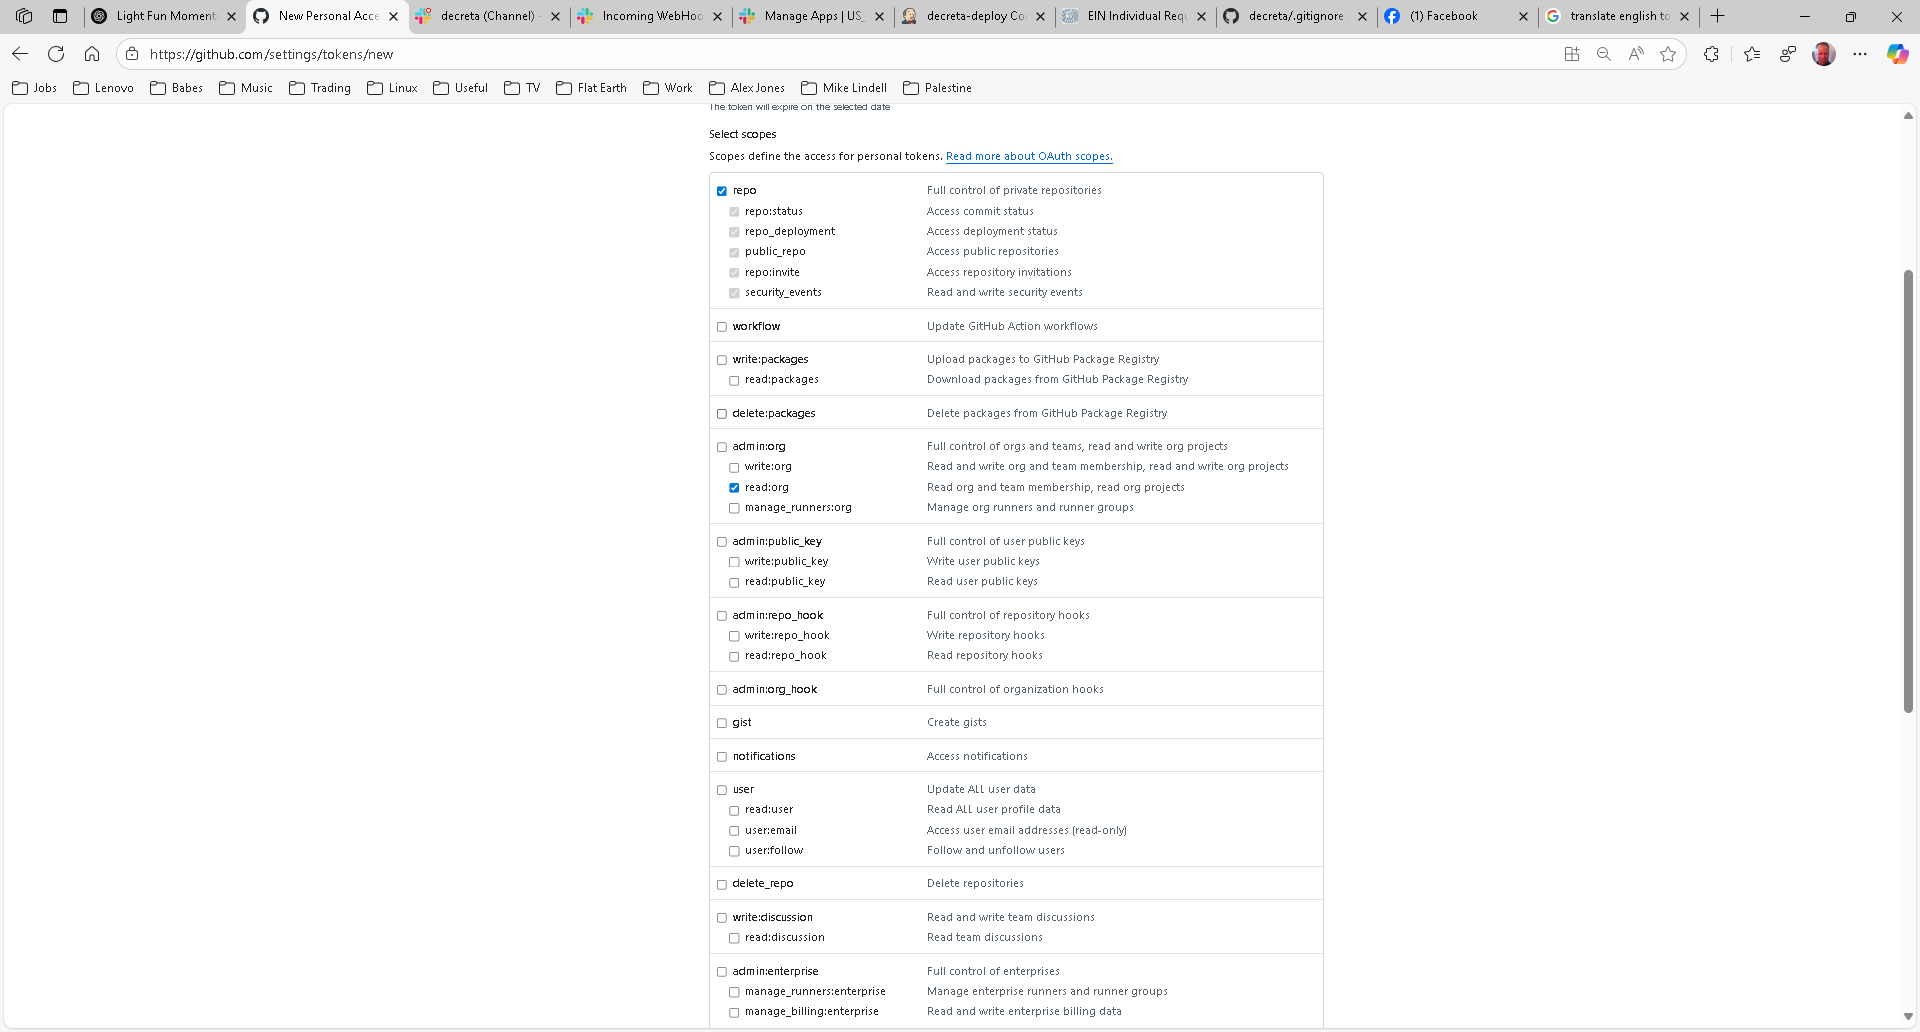 Light Fun Moment
New Personal Acce
decreta (Channel) -
Incoming WebHoo
Manage Apps | US_
decreta-deploy Co
EIN Individual Requ
decreta/.gitignore
(1) Facebook
translate english to
https://github.com/settings/tokens/new
Jobs Lenovo Babes Music Trading Linux Useful TV Flat Earth Work Alex Jones Mike Lindell Palestine
The token will expire on the selected date
Select scopes
Scopes define the access for personal tokens. Read more about OAuth scopes.
repo Full control of private repositories
repo:status Access commit status
repo_deployment Access deployment status
public_repo Access public repositories
repo:invite Access repository invitations
security_events Read and write security events
workflow Update GitHub Action workflows
write:packages Upload packages to GitHub Package Registry
read:packages Download packages from GitHub Package Registry
delete:packages Delete packages from GitHub Package Registry
admin:org Full control of orgs and teams, read and write org projects
write:org Read and write org and team membership, read and write org projects
read:org Read org and team membership, read org projects
manage_runners:org Manage org runners and runner groups
admin:public_key Full control of user public keys
write:public_key Write user public keys
read:public_key Read user public keys
admin:repo_hook Full control of repository hooks
write:repo_hook Write repository hooks
read:repo_hook Read repository hooks
admin:org_hook Full control of organization hooks
gist Create gists
notifications Access notifications
user Update ALL user data
read:user Read ALL user profile data
user:email Access user email addresses (read-only)
user:follow Follow and unfollow users
delete_repo Delete repositories
write:discussion Read and write team discussions
read:discussion Read team discussions
admin:enterprise Full control of enterprises
manage_runners:enterprise Manage enterprise runners and runner groups
manage_billing:enterprise Read and write enterprise billing data